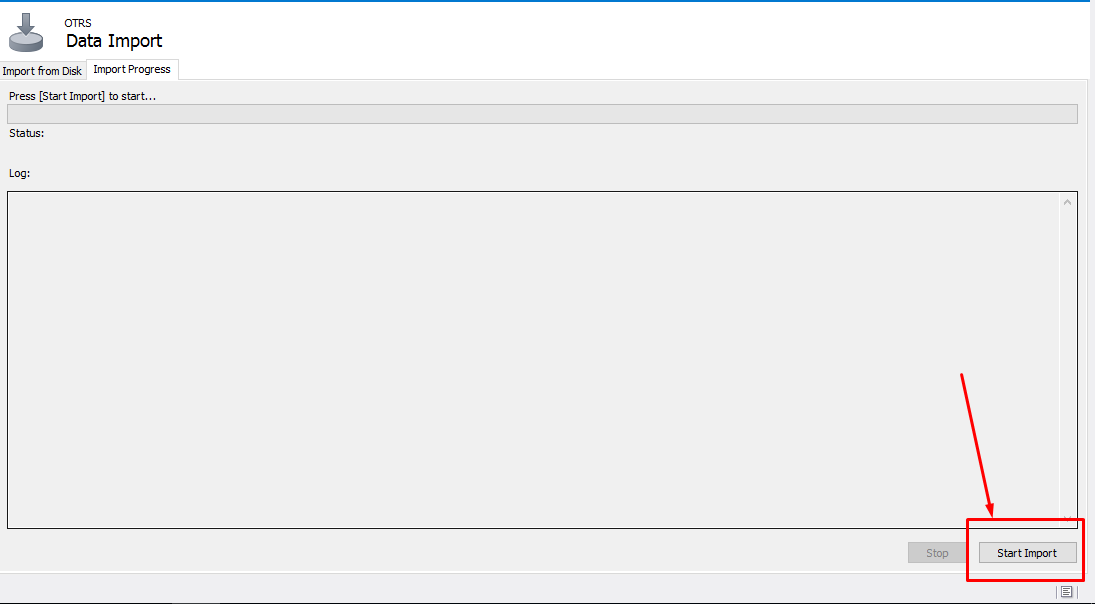 OTRS
Data Import
Import from Disk
Import Progress
Press [Start Import] to start...
Status:
Log:
Stop
Start Import